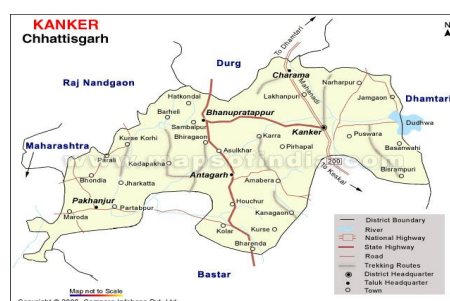 KANKER
Chhattisgarh
N
To Dhamtari
Durg
Charama
Raj Nandgaon
Narharpur
Hatkondal
Lakhanpuri
Mahanadi
Jamgaon
Dhamtari
Barheli
Bhanupratappur
Dudhwa
Sambalpur
Kanker
Maharashtra
Kurse Korhi
Bhiragaon
Karra
Puswara
Asulkhar
Pirhapal
Basanwahi
Parali
Kodapakha
200
To Keskal
Bhondia
Antagarh
Amabera
Bisrampuri
Jharkatta
Pakhanjur
Partabpur
Houchur
Maroda
Kanagaon
Kolar
Kurse
Bharonda
Bastar
District Boundary
River
National Highway
State Highway
Road
Trekking Routes
District Headquarter
Taluk Headquarter
Town
Map not to Scale